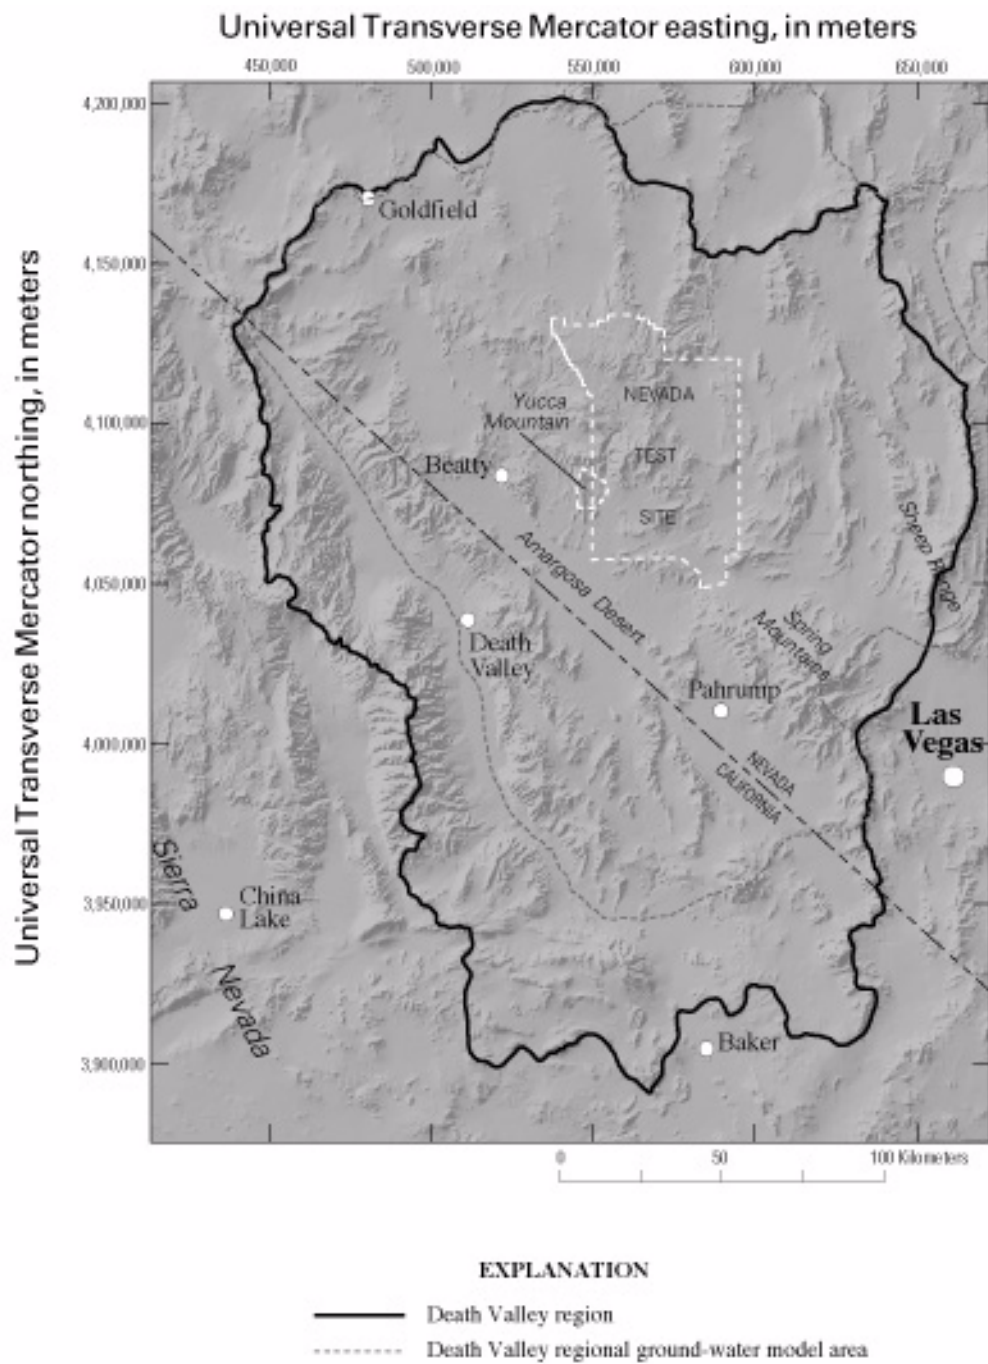 Universal Transverse Mercator easting, in meters
450,000 500,000 550,000 600,000 650,000
Universal Transverse Mercator northing, in meters
4,200,000
4,150,000
4,100,000
4,050,000
4,000,000
3,950,000
3,900,000
Goldfield
NEVADA
TEST
SITE
Yucca
Mountain
Beatty
Amargosa Desert
Sheep Range
Spring
Mountains
Death
Valley
Pahrump
Las
Vegas
NEVADA
CALIFORNIA
Sierra
Nevada
China
Lake
Baker
0 50 100 Kilometers
EXPLANATION
Death Valley region
Death Valley regional ground-water model area